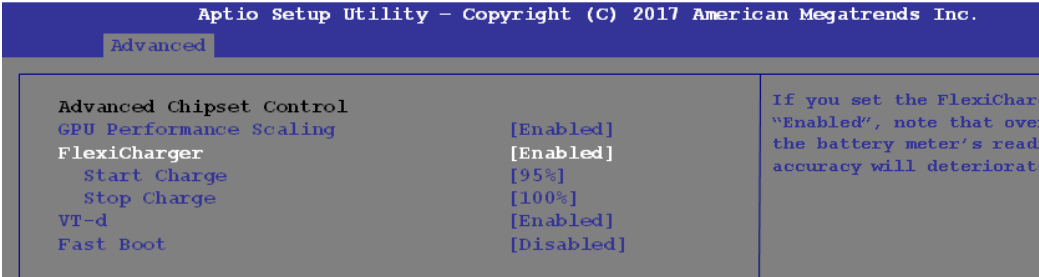 Aptio Setup Utility – Copyright (C) 2017 American Megatrends Inc.
Advanced
Advanced Chipset Control
GPU Performance Scaling [Enabled]
FlexiCharger [Enabled]
Start Charge [95%]
Stop Charge [100%]
VT-d [Enabled]
Fast Boot [Disabled]
If you set the FlexiChar
“Enabled”, note that ove
the battery meter's read
accuracy will deteriorat